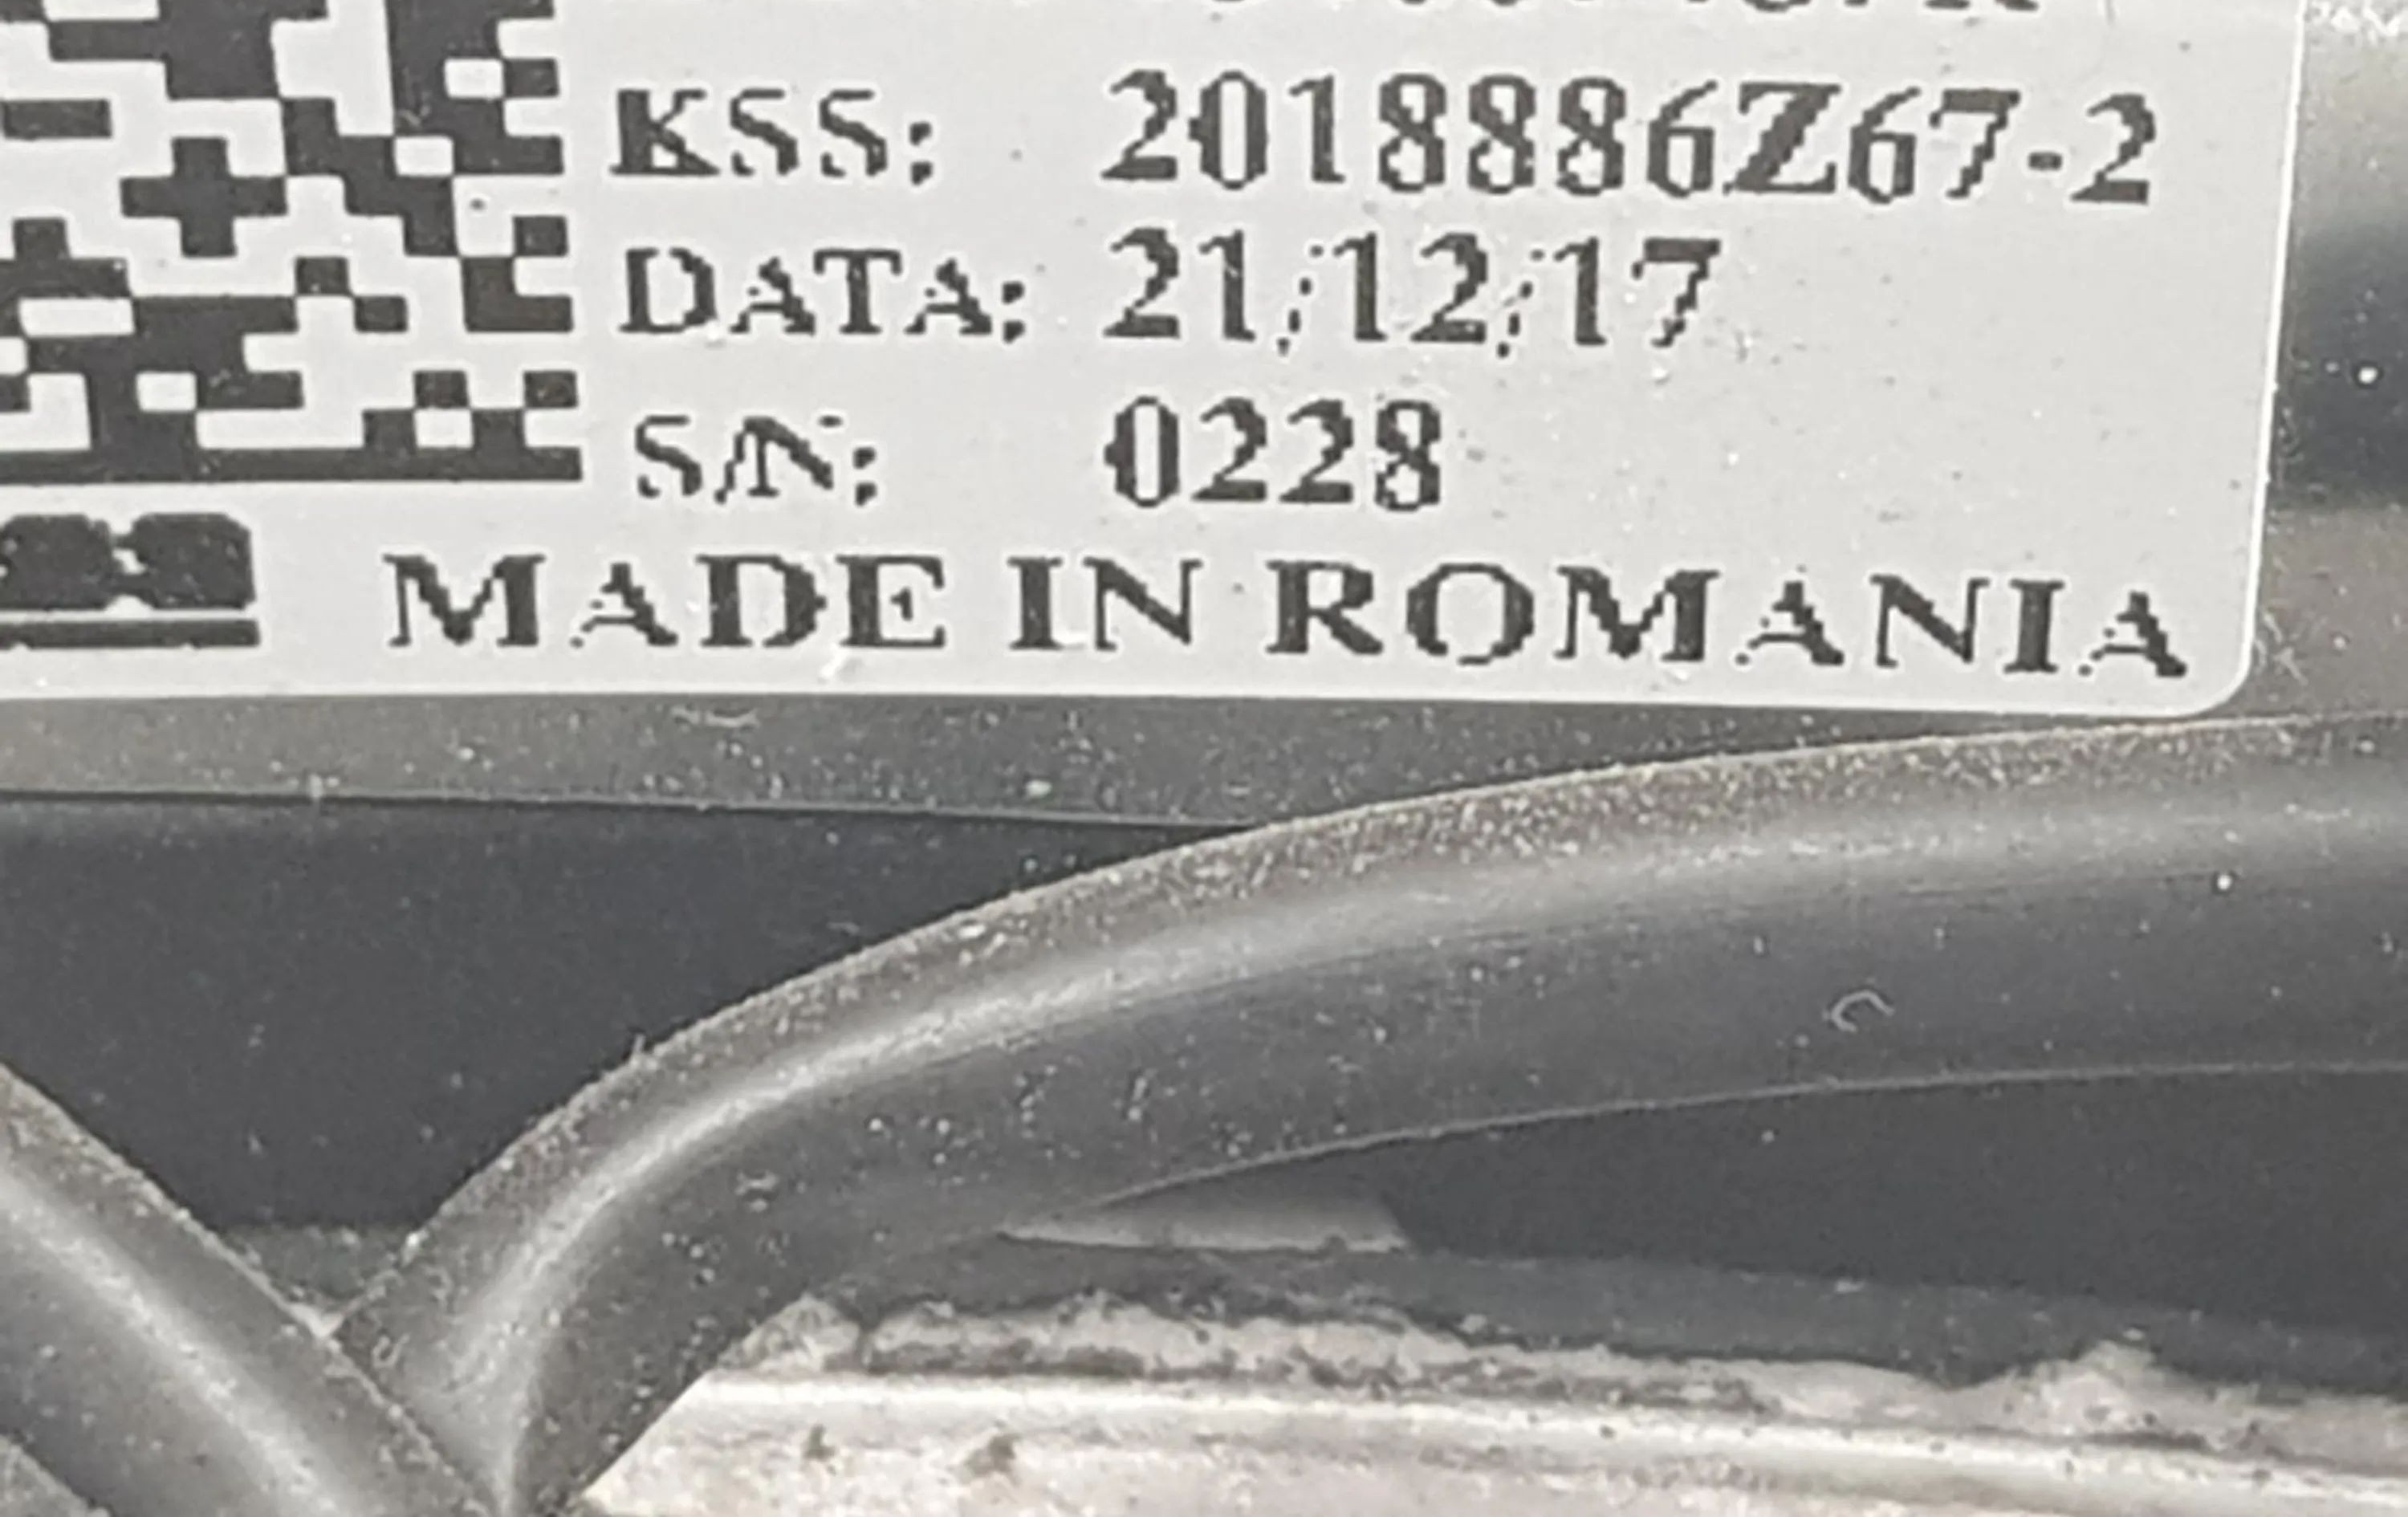 KSS: 2018886Z67-2
DATA: 21/12/17
S/N: 0228
MADE IN ROMANIA